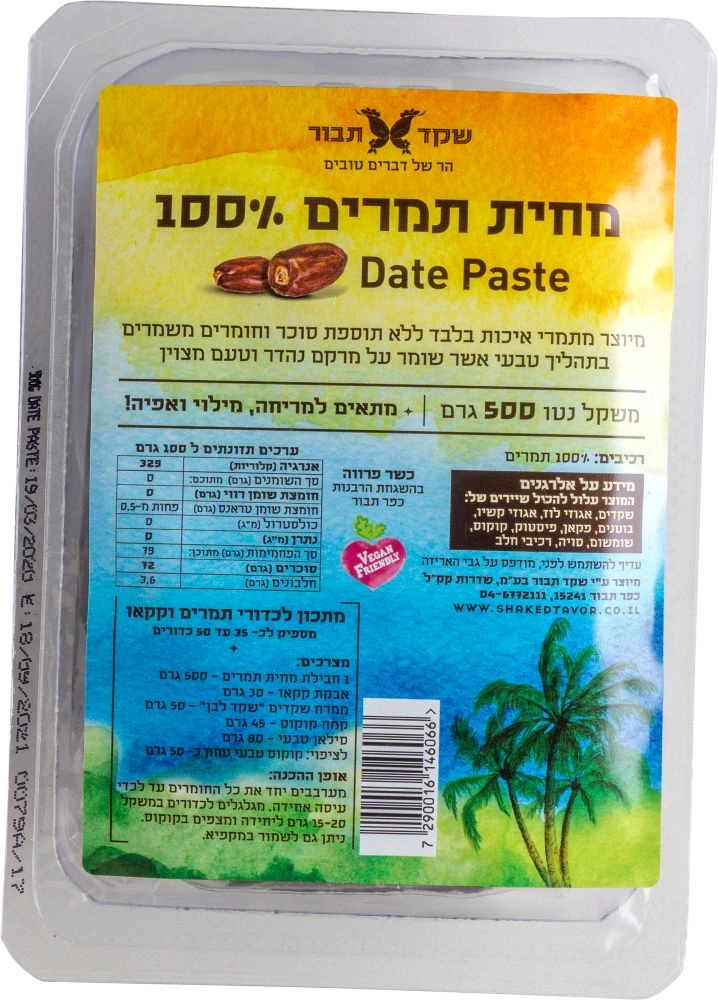 שקד תבור
הר של דברים טובים
מחית תמרים 100%
Date Paste
מיוצר מתמרי איכות בלבד ללא תוספת סוכר וחומרים משמרים
בתהליך טבעי אשר שומר על מרקם נהדר וטעם מצוין
משקל נטו 500 גרם | + מתאים למריחה, מילוי ואפיה!
רכיבים: 100% תמרים
מידע על אלרגנים
המוצר עלול להכיל שיירים של:
שקדים, אגוזי לוז, אגוזי קשיו,
בוטנים, פקאן, פיסטוק, קוקוס,
שומשום, סויה, רכיבי חלב
עדיף להשתמש לפני, מודפס על גבי האריזה
מיוצר ע"י שקד תבור בע"מ, שדרות קק"ל
כפר תבור 15241, 04-6772111
WWW.SHAKEDTAVOR.CO.IL
כשר פרווה
בהשגחת הרבנות
כפר תבור
VEGAN
FRIENDLY
ערכים תזונתים ל 100 גרם
אנרגיה (קלוריות) 329
סך השומנים (גרם) מתוכם: 0
חומצת שומן רווי (גרם) 0
חומצת שומן טראנס (גרם) פחות מ-0.5
כולסטרול (מ"ג) 0
נתרן (מ"ג) 0
סך הפחמימות (גרם) מתוכן: 79
סוכרים (גרם) 72
חלבונים (גרם) 3.6
מתכון לכדורי תמרים וקקאו
מספיק לכ- 35 עד 50 כדורים
מצרכים:
1 חבילת מחית תמרים - 500 גרם
אבקת קקאו - 30 גרם
ממרח שקדים "שקד לבן" - 50 גרם
קמח קוקוס - 45 גרם
סילאן טבעי - 80 גרם
לציפוי: קוקוס טבעי טחון כ- 50 גרם
אופן ההכנה:
מערבבים יחד את כל החומרים עד לכדי
עיסה אחידה. מגלגלים לכדורים במשקל
15-20 גרם ליחידה ומצפים בקוקוס.
ניתן גם לשמור במקפיא.
7 290016 146066 >
DATE PASTE: 19/03/2020 E: 18/09/2021